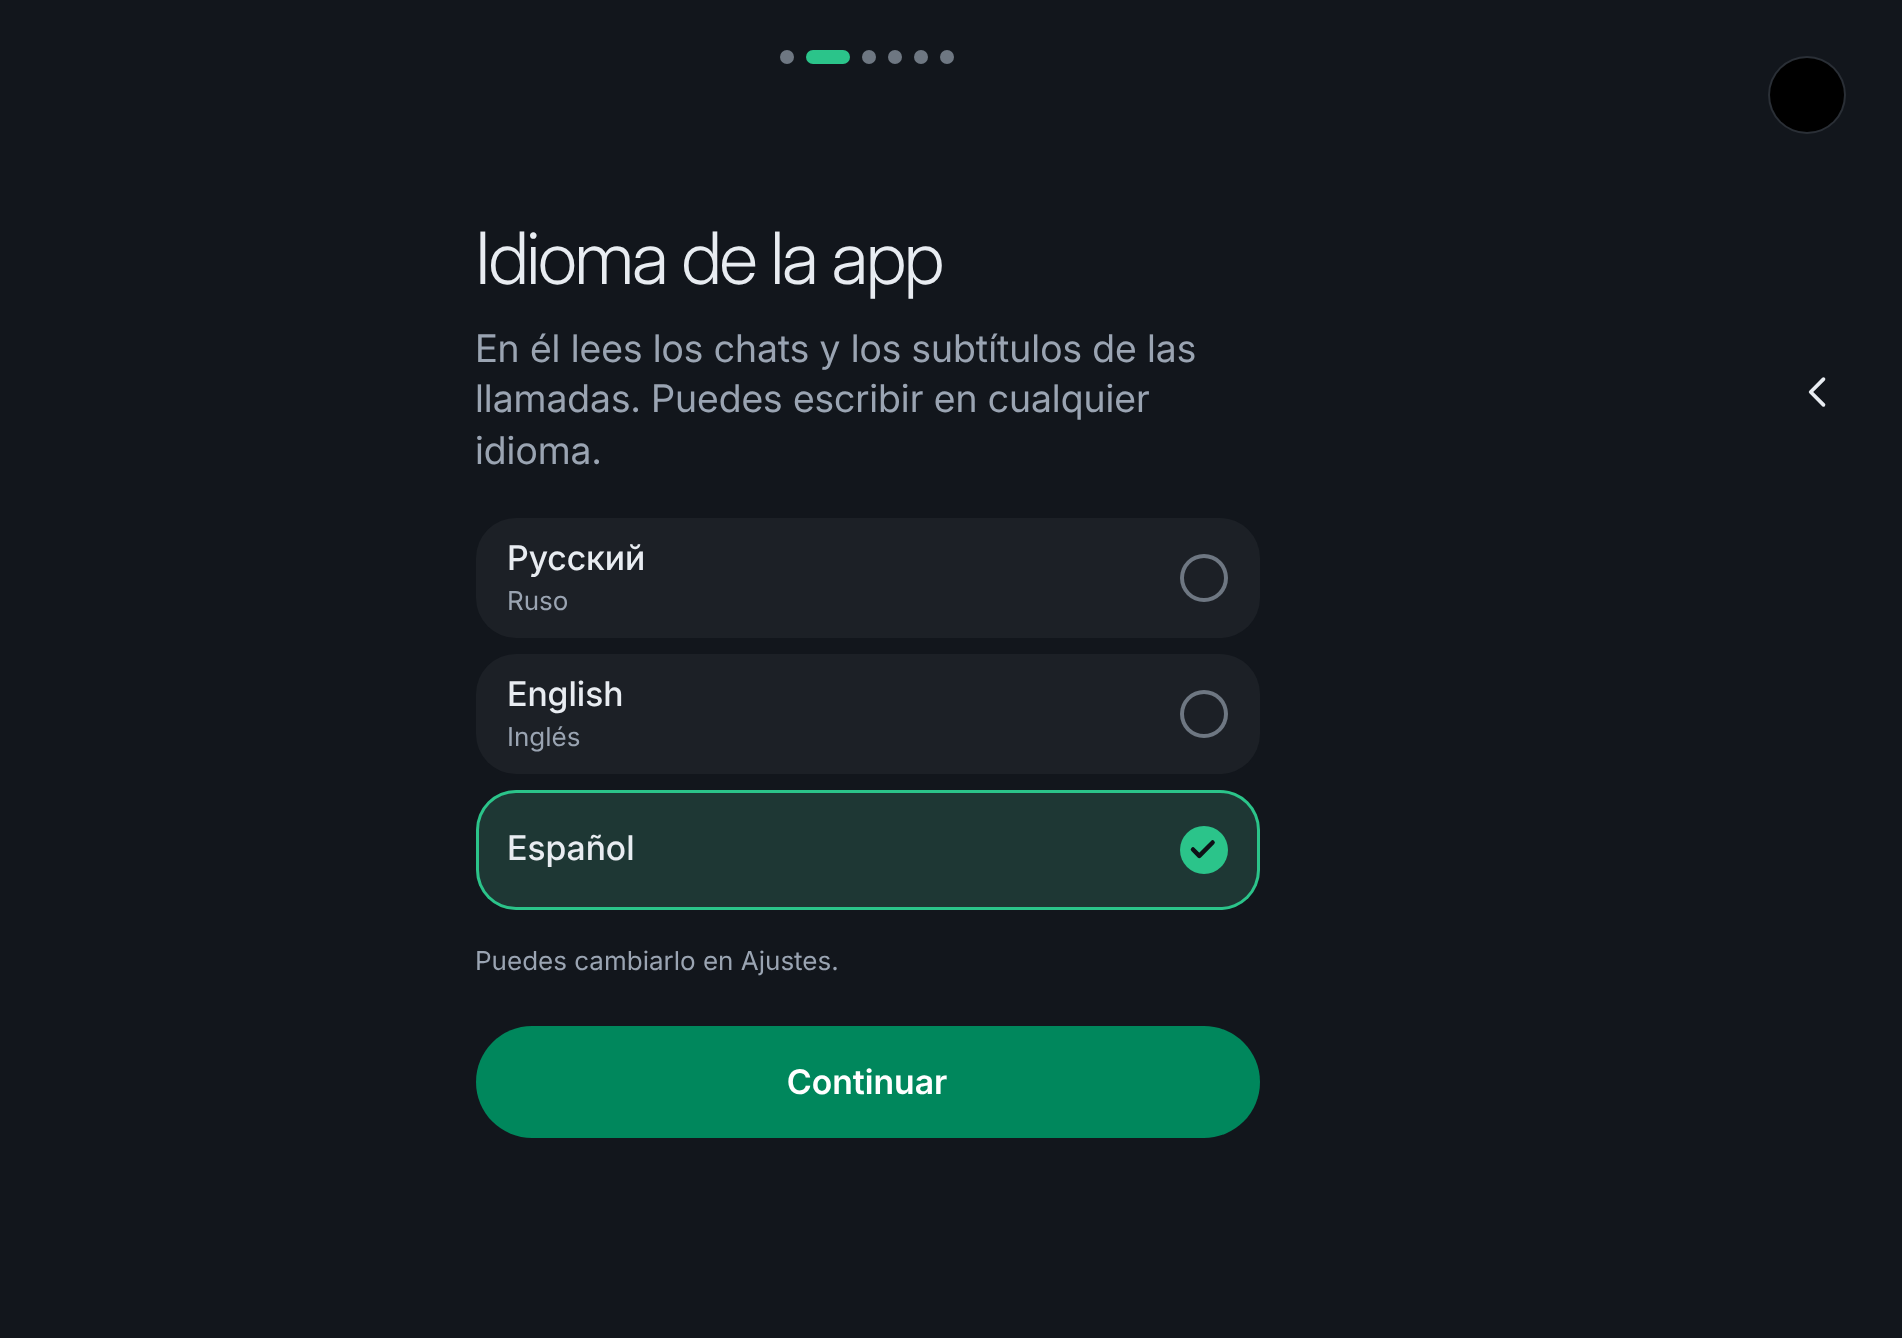 Idioma de la app
En él lees los chats y los subtítulos de las
llamadas. Puedes escribir en cualquier
idioma.
Русский
Ruso
English
Inglés
Español
Puedes cambiarlo en Ajustes.
Continuar